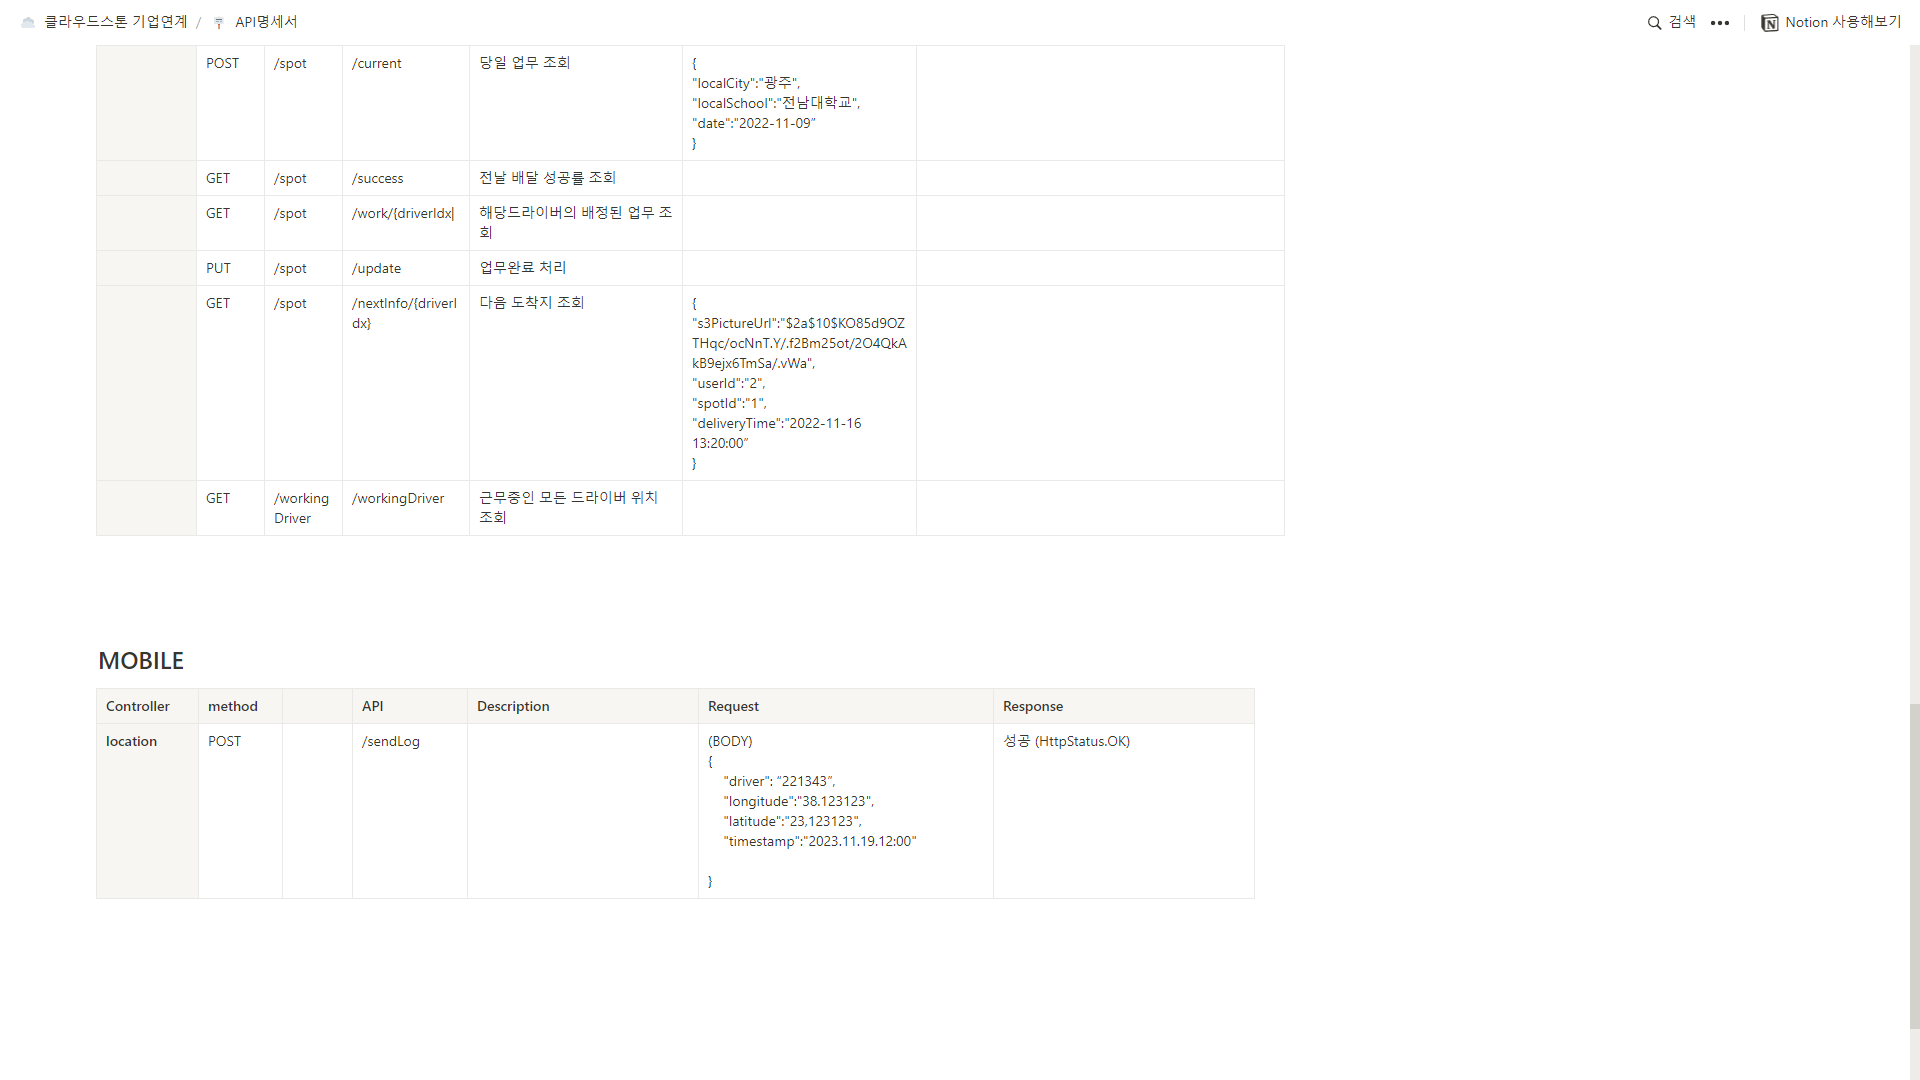 클라우드스톤 기업연계 / API명세서
검색 ••• Notion 사용해보기
POST /spot /current 당일 업무 조회 {
"localCity":"광주",
"localSchool":"전남대학교",
"date":"2022-11-09”
}
GET /spot /success 전날 배달 성공률 조회
GET /spot /work/{driverIdx| 해당드라이버의 배정된 업무 조
회
PUT /spot /update 업무완료 처리
GET /spot /nextInfo/{driverI 다음 도착지 조회 {
dx} "s3PictureUrl":"$2a$10$KO85d9OZ
THqc/ocNnT.Y/.f2Bm25ot/2O4QkA
kB9ejx6TmSa/.vWa",
"userId":"2",
"spotId":"1",
"deliveryTime":"2022-11-16
13:20:00”
}
GET /working /workingDriver 근무중인 모든 드라이버 위치
Driver 조회
MOBILE
Controller method API Description Request Response
location POST /sendLog (BODY) 성공 (HttpStatus.OK)
{
"driver": “221343”,
"longitude":"38.123123",
"latitude":"23,123123",
"timestamp":"2023.11.19.12:00"
}